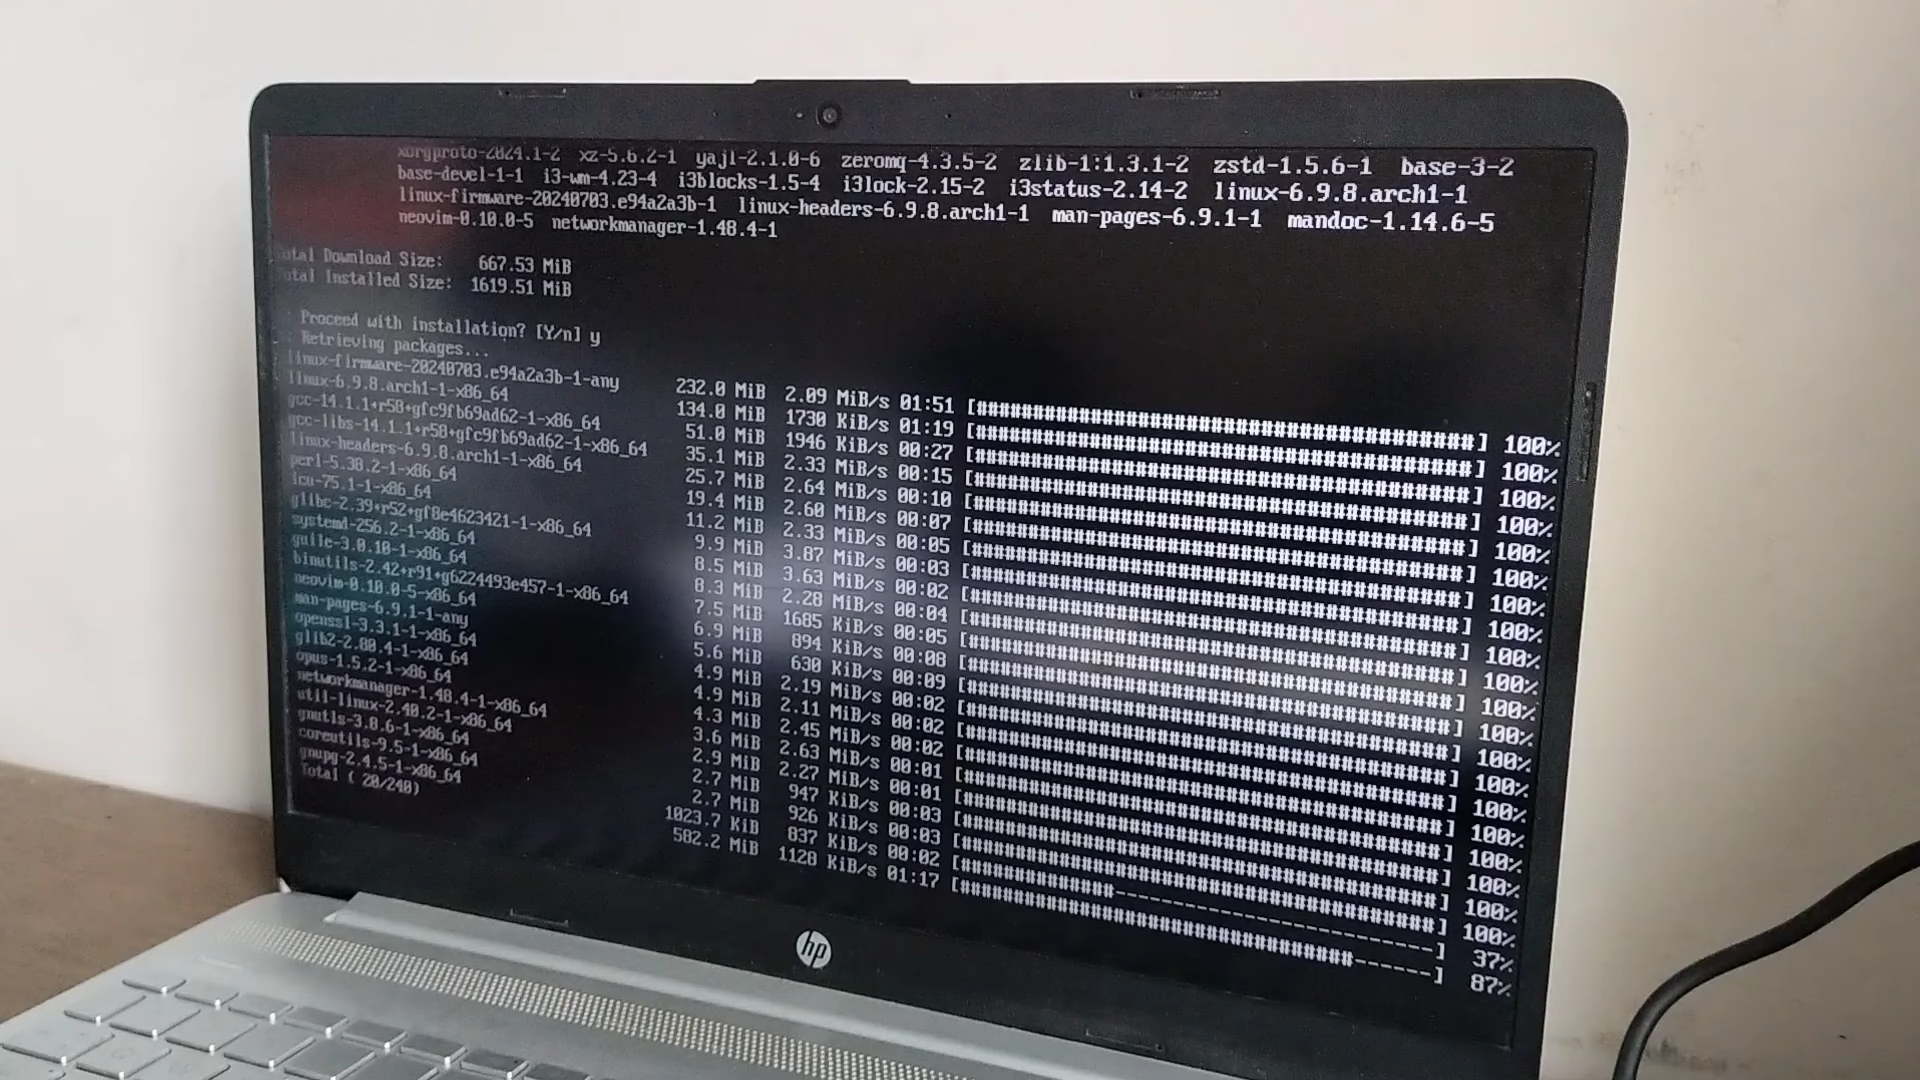 xorgproto-2024.1-2 xz-5.6.2-1 yajl-2.1.0-6 zeromq-4.3.5-2 zlib-1:1.3.1-2 zstd-1.5.6-1 base-3-2
base-devel-1-1 i3-wm-4.23-4 i3blocks-1.5-4 i3lock-2.15-2 i3status-2.14-2 linux-6.9.8.arch1-1
linux-firmware-20240703.e94a2a3b-1 linux-headers-6.9.8.arch1-1 man-pages-6.9.1-1 mandoc-1.14.6-5
neovim-0.10.0-5 networkmanager-1.48.4-1
Total Download Size: 667.53 MiB
Total Installed Size: 1619.51 MiB
: Proceed with installation? [Y/n] y
: Retrieving packages...
linux-firmware-20240703.e94a2a3b-1-any 232.0 MiB 2.09 MiB/s 01:51 [############################################] 100%
linux-6.9.8.arch1-1-x86_64 134.0 MiB 1730 KiB/s 01:19 [############################################] 100%
gcc-14.1.1+r58+gfc9fb69ad62-1-x86_64 51.0 MiB 1946 KiB/s 00:27 [############################################] 100%
gcc-libs-14.1.1+r58+gfc9fb69ad62-1-x86_64 35.1 MiB 2.33 MiB/s 00:15 [############################################] 100%
linux-headers-6.9.8.arch1-1-x86_64 25.7 MiB 2.64 MiB/s 00:10 [############################################] 100%
perl-5.38.2-1-x86_64 19.4 MiB 2.60 MiB/s 00:07 [############################################] 100%
icu-75.1-1-x86_64 11.2 MiB 2.33 MiB/s 00:05 [############################################] 100%
glibc-2.39+r52+gf8e4623421-1-x86_64 9.9 MiB 3.87 MiB/s 00:03 [############################################] 100%
systemd-256.2-1-x86_64 8.5 MiB 3.63 MiB/s 00:02 [############################################] 100%
guile-3.0.10-1-x86_64 8.3 MiB 2.28 MiB/s 00:04 [############################################] 100%
binutils-2.42+r91+g6224493e457-1-x86_64 7.5 MiB 1685 KiB/s 00:05 [############################################] 100%
neovim-0.10.0-5-x86_64 6.9 MiB 894 KiB/s 00:08 [############################################] 100%
man-pages-6.9.1-1-any 5.6 MiB 630 KiB/s 00:09 [############################################] 100%
openssl-3.3.1-1-x86_64 4.9 MiB 2.19 MiB/s 00:02 [############################################] 100%
glib2-2.80.4-1-x86_64 4.9 MiB 2.11 MiB/s 00:02 [############################################] 100%
opus-1.5.2-1-x86_64 4.3 MiB 2.45 MiB/s 00:02 [############################################] 100%
networkmanager-1.48.4-1-x86_64 3.6 MiB 2.63 MiB/s 00:01 [############################################] 100%
util-linux-2.40.2-1-x86_64 2.9 MiB 2.27 MiB/s 00:01 [############################################] 100%
gnutls-3.8.6-1-x86_64 2.7 MiB 947 KiB/s 00:03 [############################################] 100%
coreutils-9.5-1-x86_64 2.7 MiB 926 KiB/s 00:03 [############################################] 100%
gnupg-2.4.5-1-x86_64 1023.7 KiB 837 KiB/s 00:02 [##############-----------------------------] 37%
Total ( 20/240) 582.2 MiB 1128 KiB/s 01:17 [####################################-------] 87%
hp